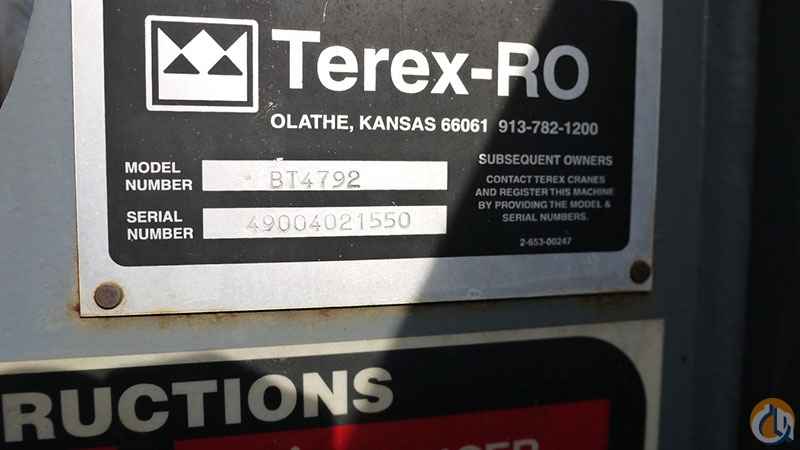 Terex-RO
OLATHE, KANSAS 66061 913-782-1200
MODEL
NUMBER
BT4792
SERIAL
NUMBER
49004021550
SUBSEQUENT OWNERS
CONTACT TEREX CRANES
AND REGISTER THIS MACHINE
BY PROVIDING THE MODEL &
SERIAL NUMBERS.
2-653-00247
RUCTIONS